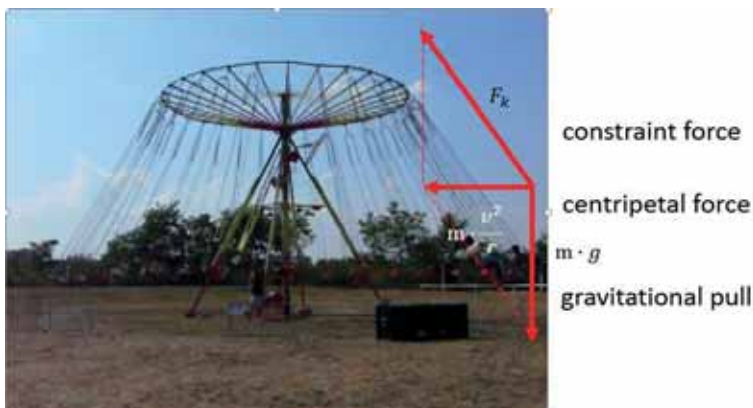 F_k
constraint force
centripetal force
m v²/r
m · g
gravitational pull